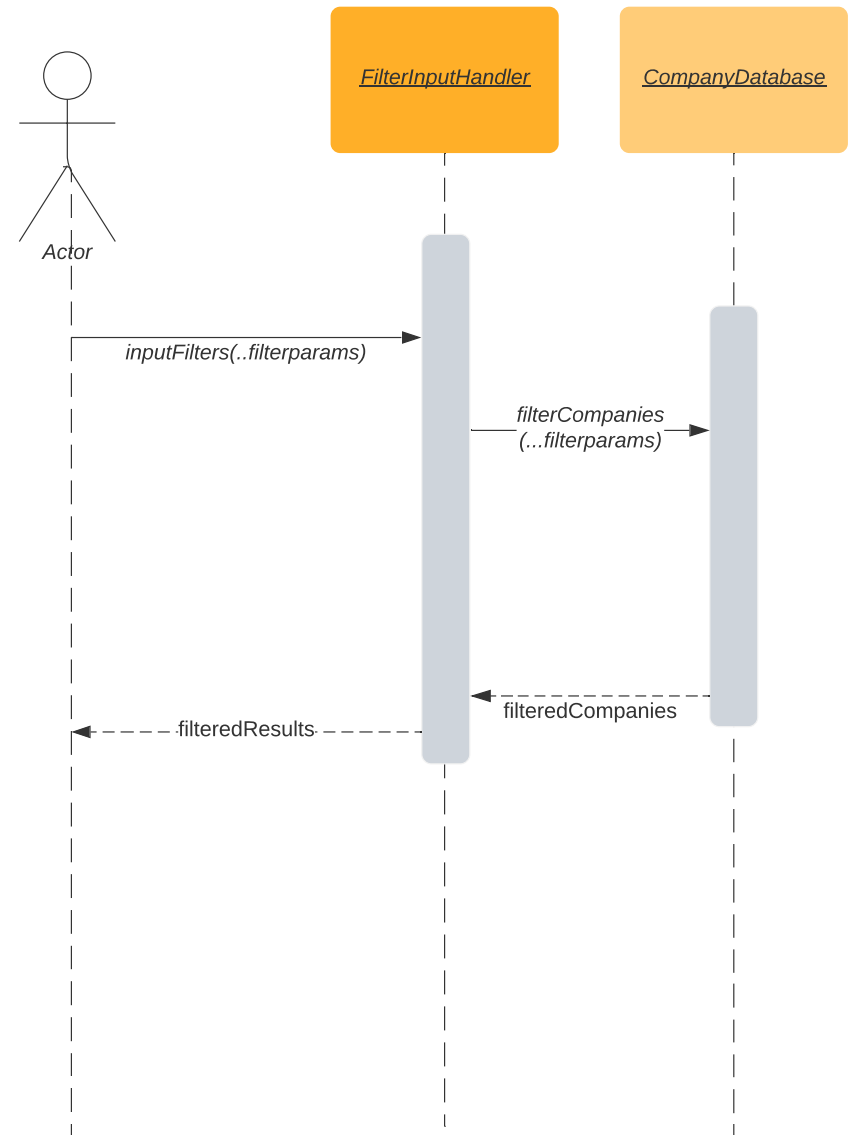 FilterInputHandler
CompanyDatabase
Actor
inputFilters(..filterparams)
filterCompanies
(...filterparams)
filteredCompanies
filteredResults